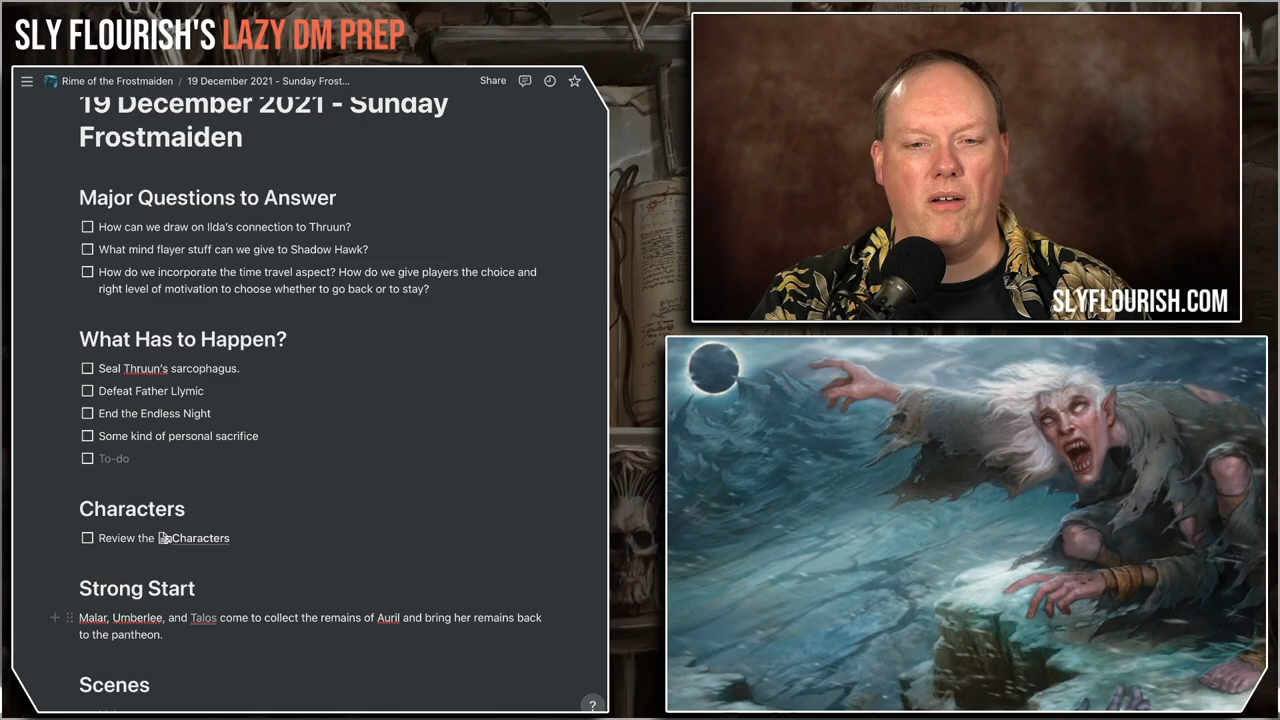 SLY FLOURISH'S LAZY DM PREP
Rime of the Frostmaiden / 19 December 2021 - Sunday Frost...
Share
19 December 2021 - Sunday
Frostmaiden
Major Questions to Answer
How can we draw on Ilda's connection to Thruun?
What mind flayer stuff can we give to Shadow Hawk?
How do we incorporate the time travel aspect? How do we give players the choice and
right level of motivation to choose whether to go back or to stay?
What Has to Happen?
Seal Thruun's sarcophagus.
Defeat Father Llymic
End the Endless Night
Some kind of personal sacrifice
To-do
Characters
Review the Characters
Strong Start
Malar, Umberlee, and Talos come to collect the remains of Auril and bring her remains back
to the pantheon.
Scenes
?
SLYFLOURISH.COM